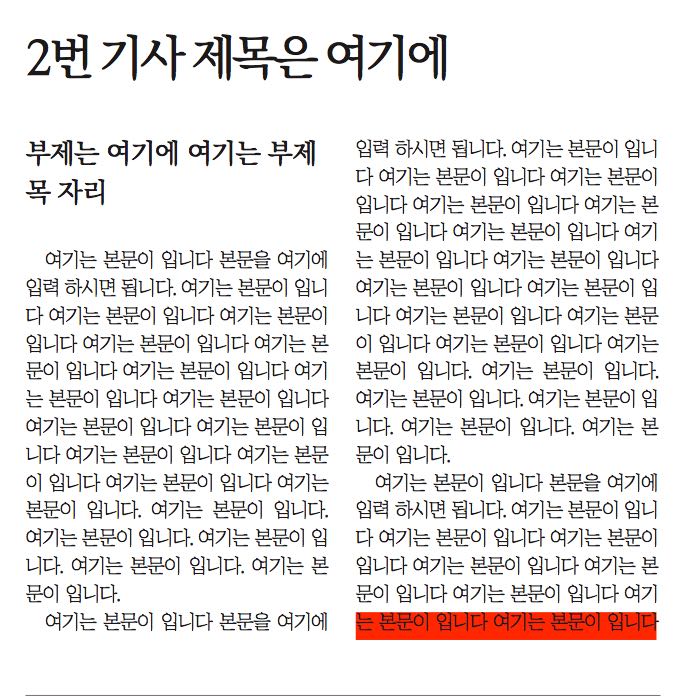 2번 기사 제목은 여기에
부제는 여기에 여기는 부제
목 자리
여기는 본문이 입니다 본문을 여기에
입력 하시면 됩니다. 여기는 본문이 입니
다 여기는 본문이 입니다 여기는 본문이
입니다 여기는 본문이 입니다 여기는 본
문이 입니다 여기는 본문이 입니다 여기
는 본문이 입니다 여기는 본문이 입니다
여기는 본문이 입니다 여기는 본문이 입
니다 여기는 본문이 입니다 여기는 본문
이 입니다 여기는 본문이 입니다 여기는
본문이 입니다. 여기는 본문이 입니다.
여기는 본문이 입니다. 여기는 본문이 입
니다. 여기는 본문이 입니다. 여기는 본
문이 입니다.
여기는 본문이 입니다 본문을 여기에
입력 하시면 됩니다. 여기는 본문이 입니
다 여기는 본문이 입니다 여기는 본문이
입니다 여기는 본문이 입니다 여기는 본
문이 입니다 여기는 본문이 입니다 여기
는 본문이 입니다 여기는 본문이 입니다
여기는 본문이 입니다 여기는 본문이 입
니다 여기는 본문이 입니다 여기는 본문
이 입니다 여기는 본문이 입니다 여기는
본문이 입니다. 여기는 본문이 입니다.
여기는 본문이 입니다. 여기는 본문이 입
니다. 여기는 본문이 입니다. 여기는 본
문이 입니다.
여기는 본문이 입니다 본문을 여기에
입력 하시면 됩니다. 여기는 본문이 입니
다 여기는 본문이 입니다 여기는 본문이
입니다 여기는 본문이 입니다 여기는 본
문이 입니다 여기는 본문이 입니다 여기
는 본문이 입니다 여기는 본문이 입니다